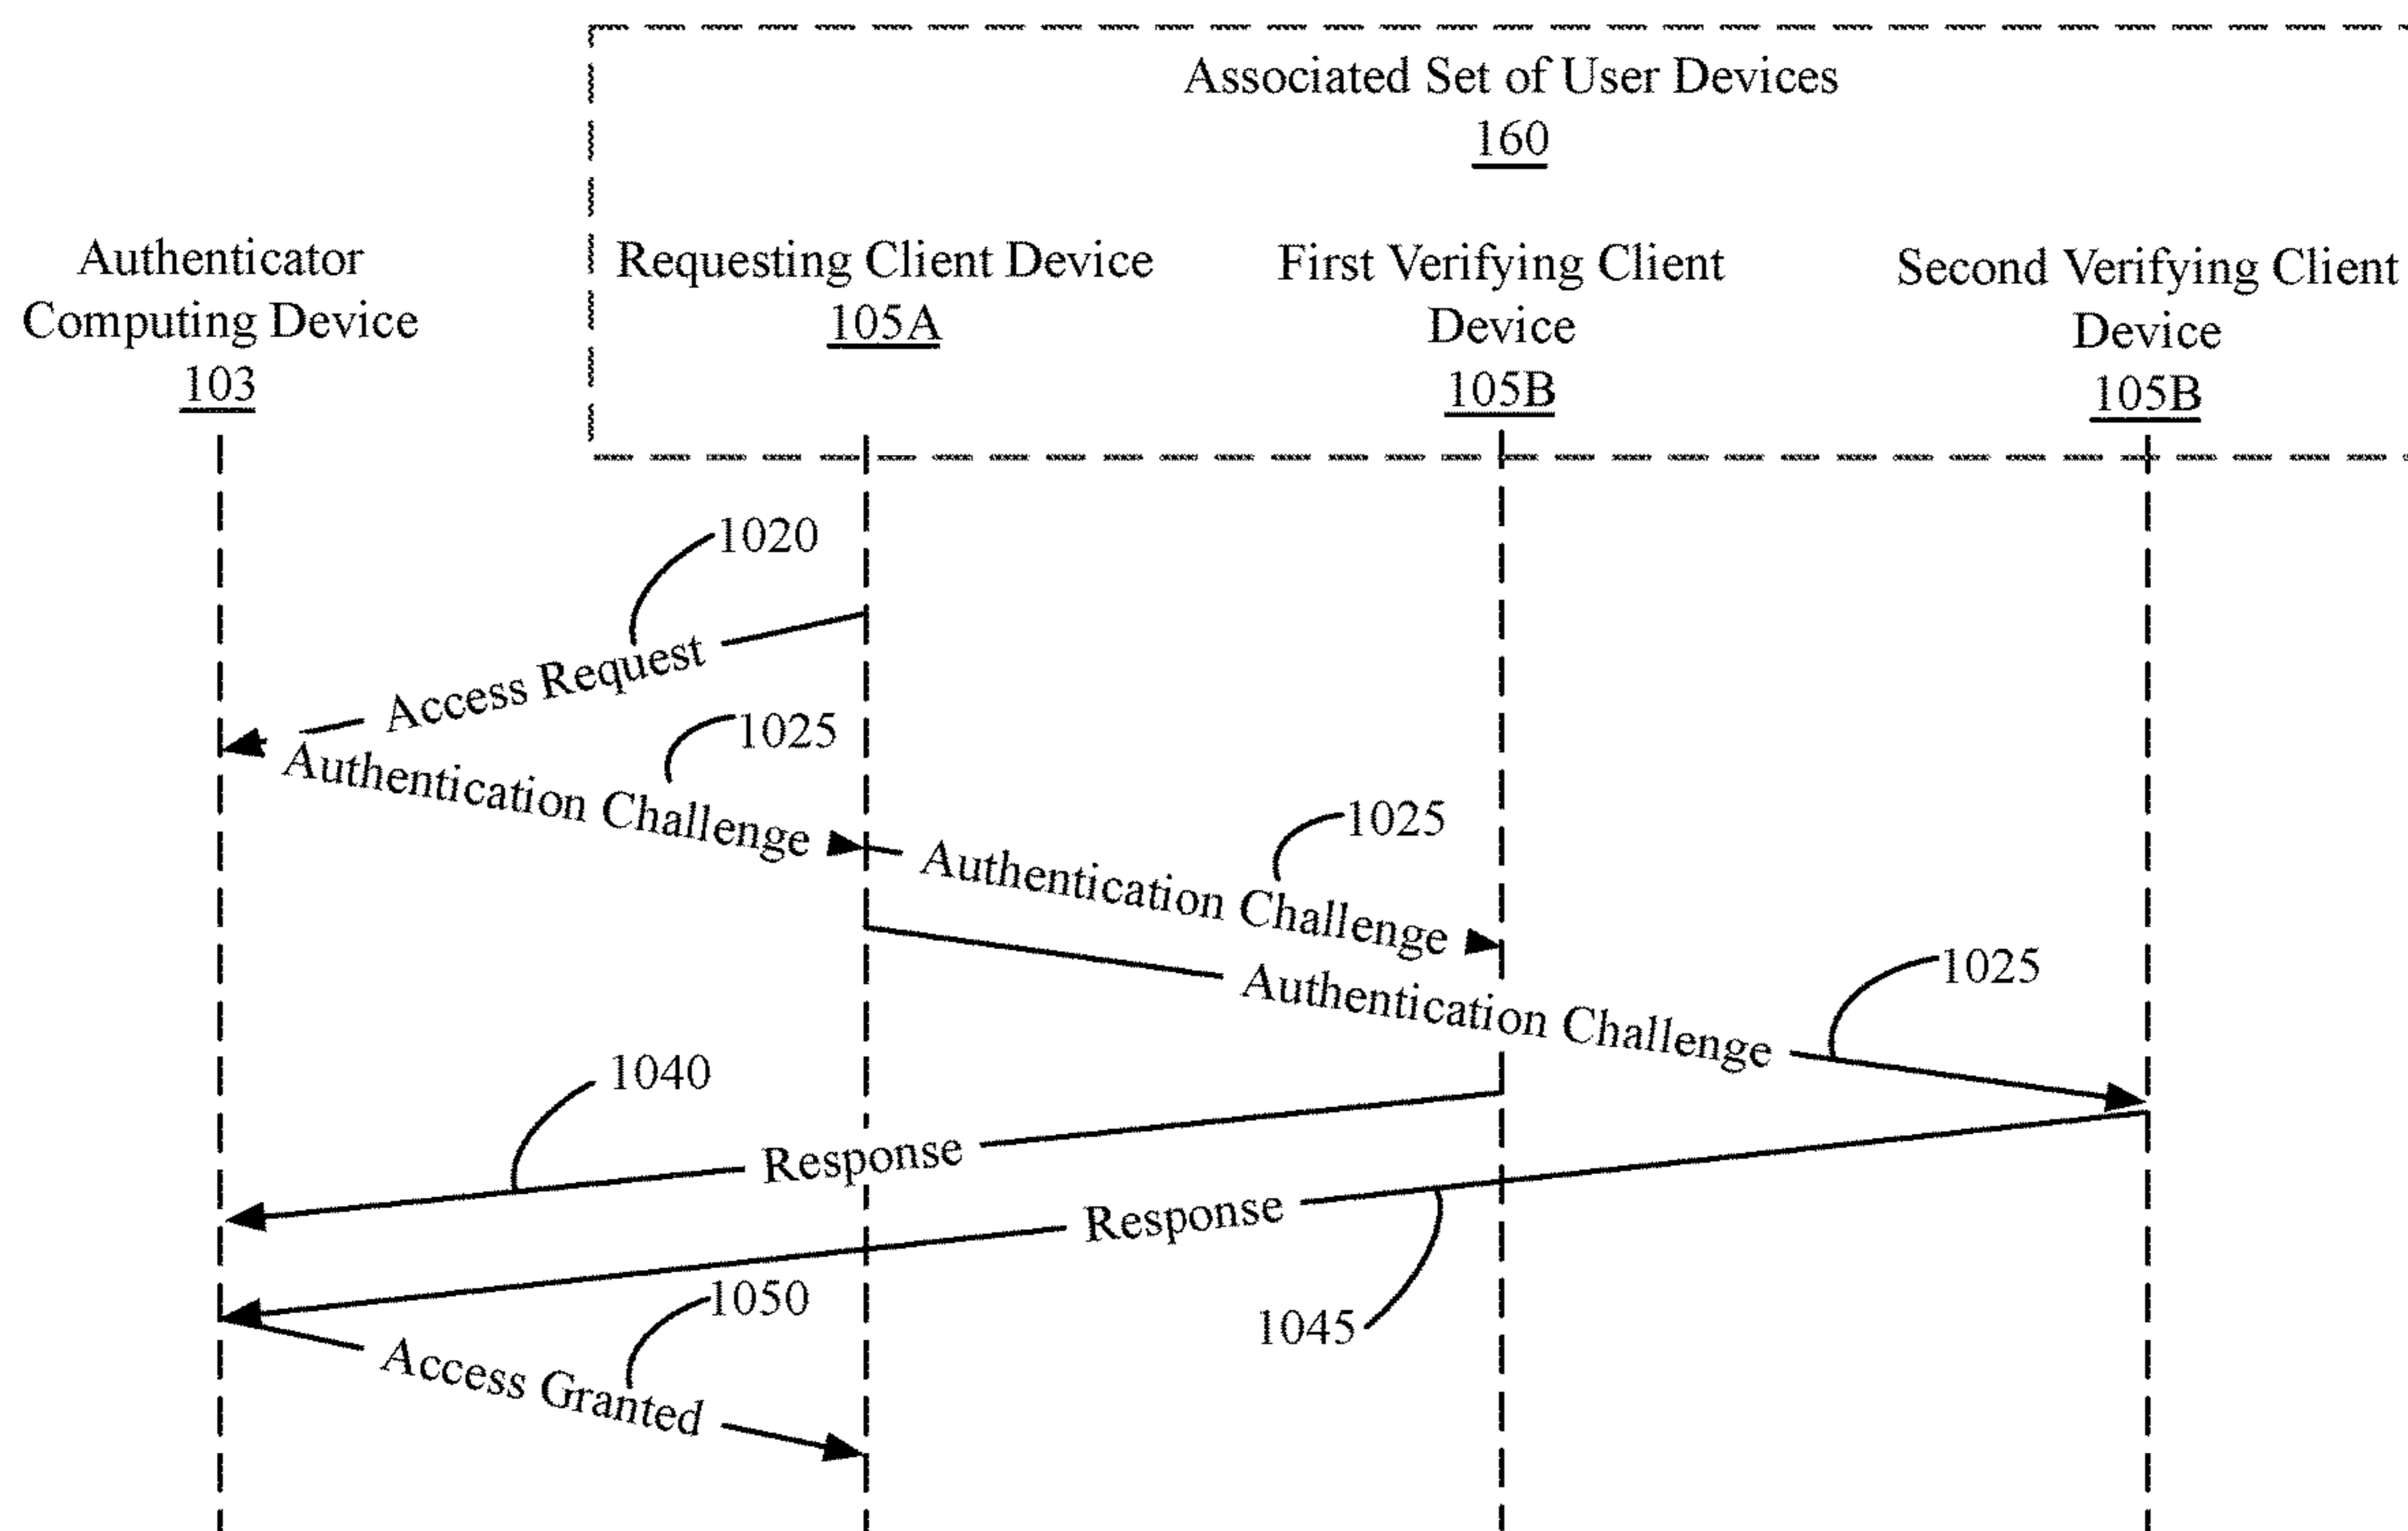 Associated Set of User Devices
160
Authenticator
Computing Device
103
Requesting Client Device
105A
First Verifying Client
Device
105B
Second Verifying Client
Device
105B
1020
Access Request
1025
Authentication Challenge
1025
Authentication Challenge
1025
Authentication Challenge
1040
Response
Response
1045
1050
Access Granted